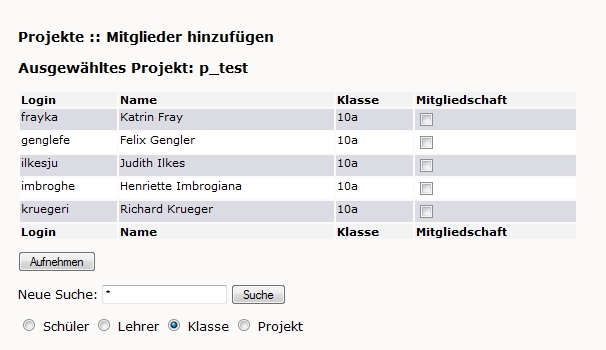 Projekte :: Mitglieder hinzufügen
Ausgewähltes Projekt: p_test
Login Name Klasse Mitgliedschaft
frayka Katrin Fray 10a
genglefe Felix Gengler 10a
ilkesju Judith Ilkes 10a
imbroghe Henriette Imbrogiana 10a
kruegeri Richard Krueger 10a
Login Name Klasse Mitgliedschaft
Aufnehmen
Neue Suche: * Suche
Schüler Lehrer Klasse Projekt